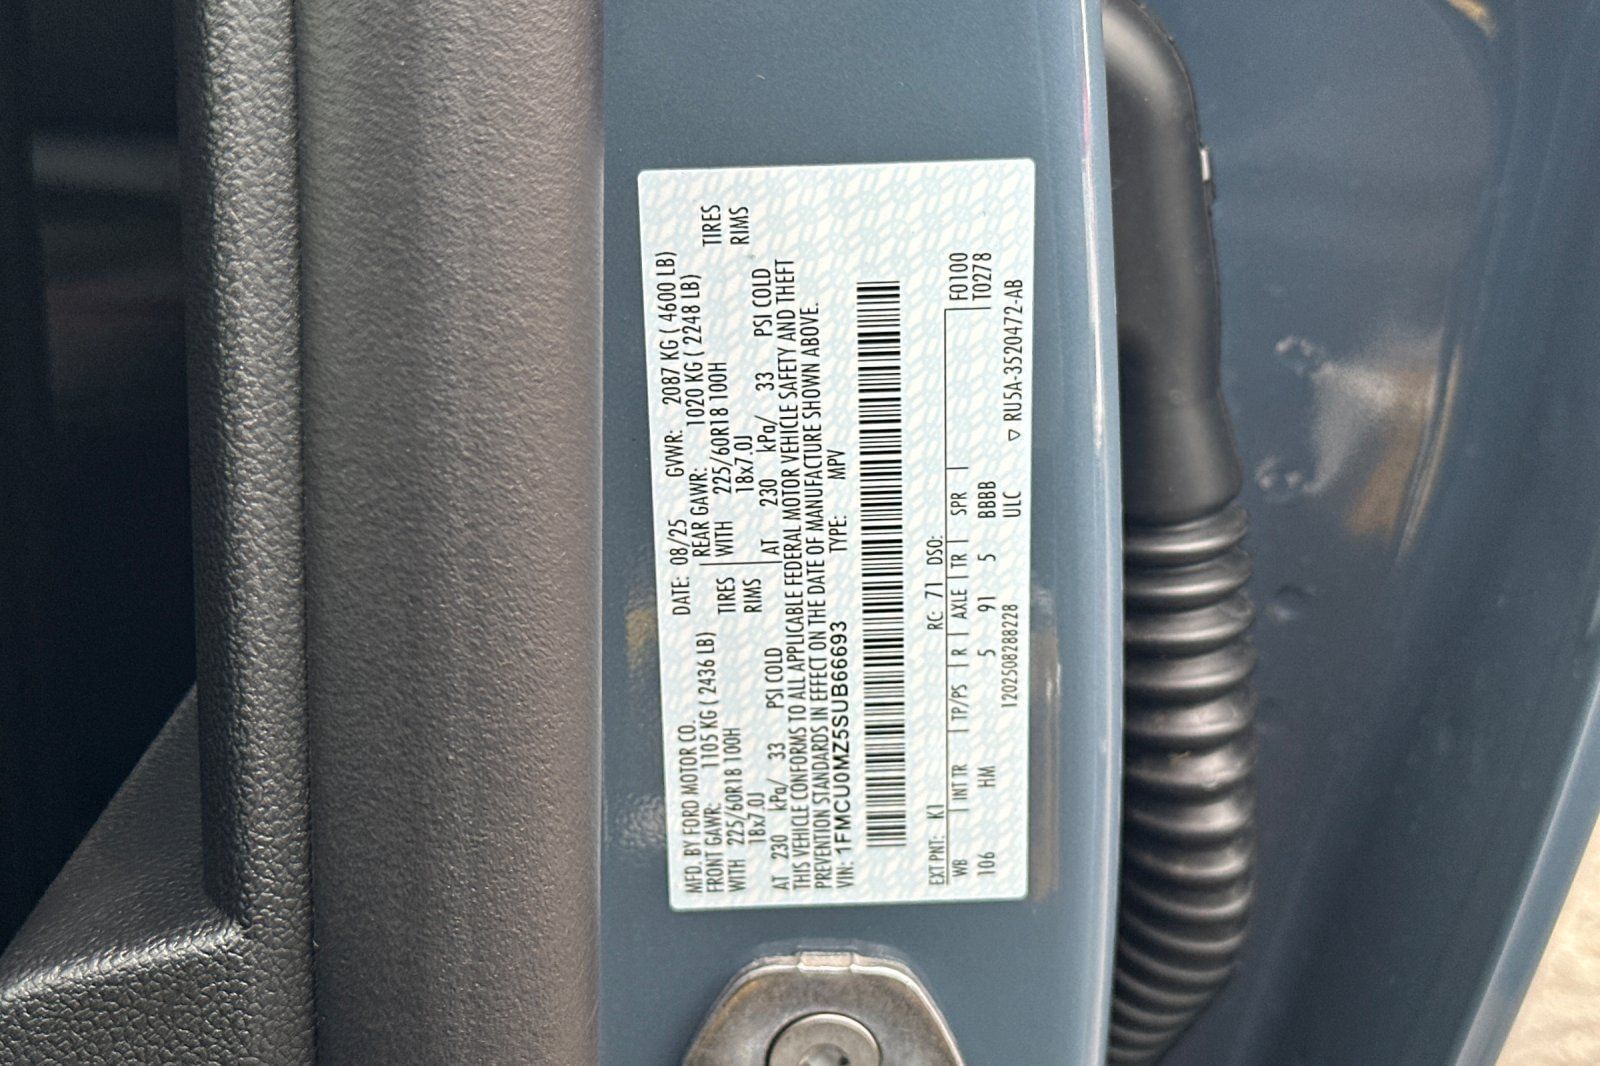 MFD BY FORD MOTOR CO.
DATE: 08/25 GVWR: 2087 KG ( 4600 LB)
FRONT GAWR: 1105 KG ( 2436 LB) REAR GAWR: 1020 KG ( 2248 LB)
WITH 225/60R18 100H TIRES WITH 225/60R18 100H TIRES
18x7.0J RIMS 18x7.0J RIMS
AT 230 kPa/ 33 PSI COLD AT 230 kPa/ 33 PSI COLD
THIS VEHICLE CONFORMS TO ALL APPLICABLE FEDERAL MOTOR VEHICLE SAFETY AND THEFT
PREVENTION STANDARDS IN EFFECT ON THE DATE OF MANUFACTURE SHOWN ABOVE.
VIN: 1FMCU0MZ5SUB66693 TYPE: MPV
EXT PNT: K1 RC: 71 DSO:
WB INT TR TP/PS R AXLE TR SPR F0100
106 HM 5 91 5 BBBB T0278
120250828B228 ULC ▽ RU5A-3520472-AB